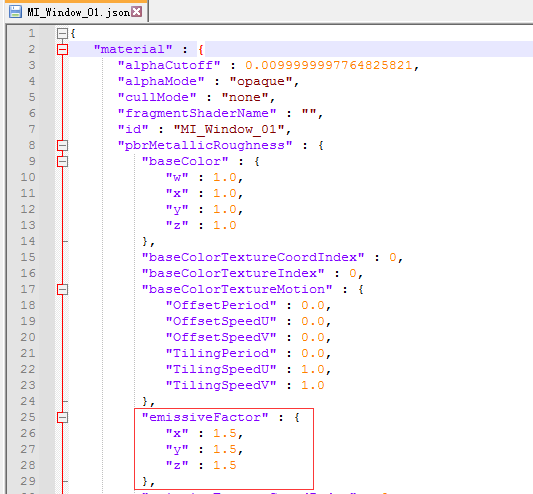 MI_Window_01.json
1 {
2 "material" : {
3 "alphaCutoff" : 0.0099999997764825821,
4 "alphaMode" : "opaque",
5 "cullMode" : "none",
6 "fragmentShaderName" : "",
7 "id" : "MI_Window_01",
8 "pbrMetallicRoughness" : {
9 "baseColor" : {
10 "w" : 1.0,
11 "x" : 1.0,
12 "y" : 1.0,
13 "z" : 1.0
14 },
15 "baseColorTextureCoordIndex" : 0,
16 "baseColorTextureIndex" : 0,
17 "baseColorTextureMotion" : {
18 "OffsetPeriod" : 0.0,
19 "OffsetSpeedU" : 0.0,
20 "OffsetSpeedV" : 0.0,
21 "TilingPeriod" : 0.0,
22 "TilingSpeedU" : 1.0,
23 "TilingSpeedV" : 1.0
24 },
25 "emissiveFactor" : {
26 "x" : 1.5,
27 "y" : 1.5,
28 "z" : 1.5
29 },